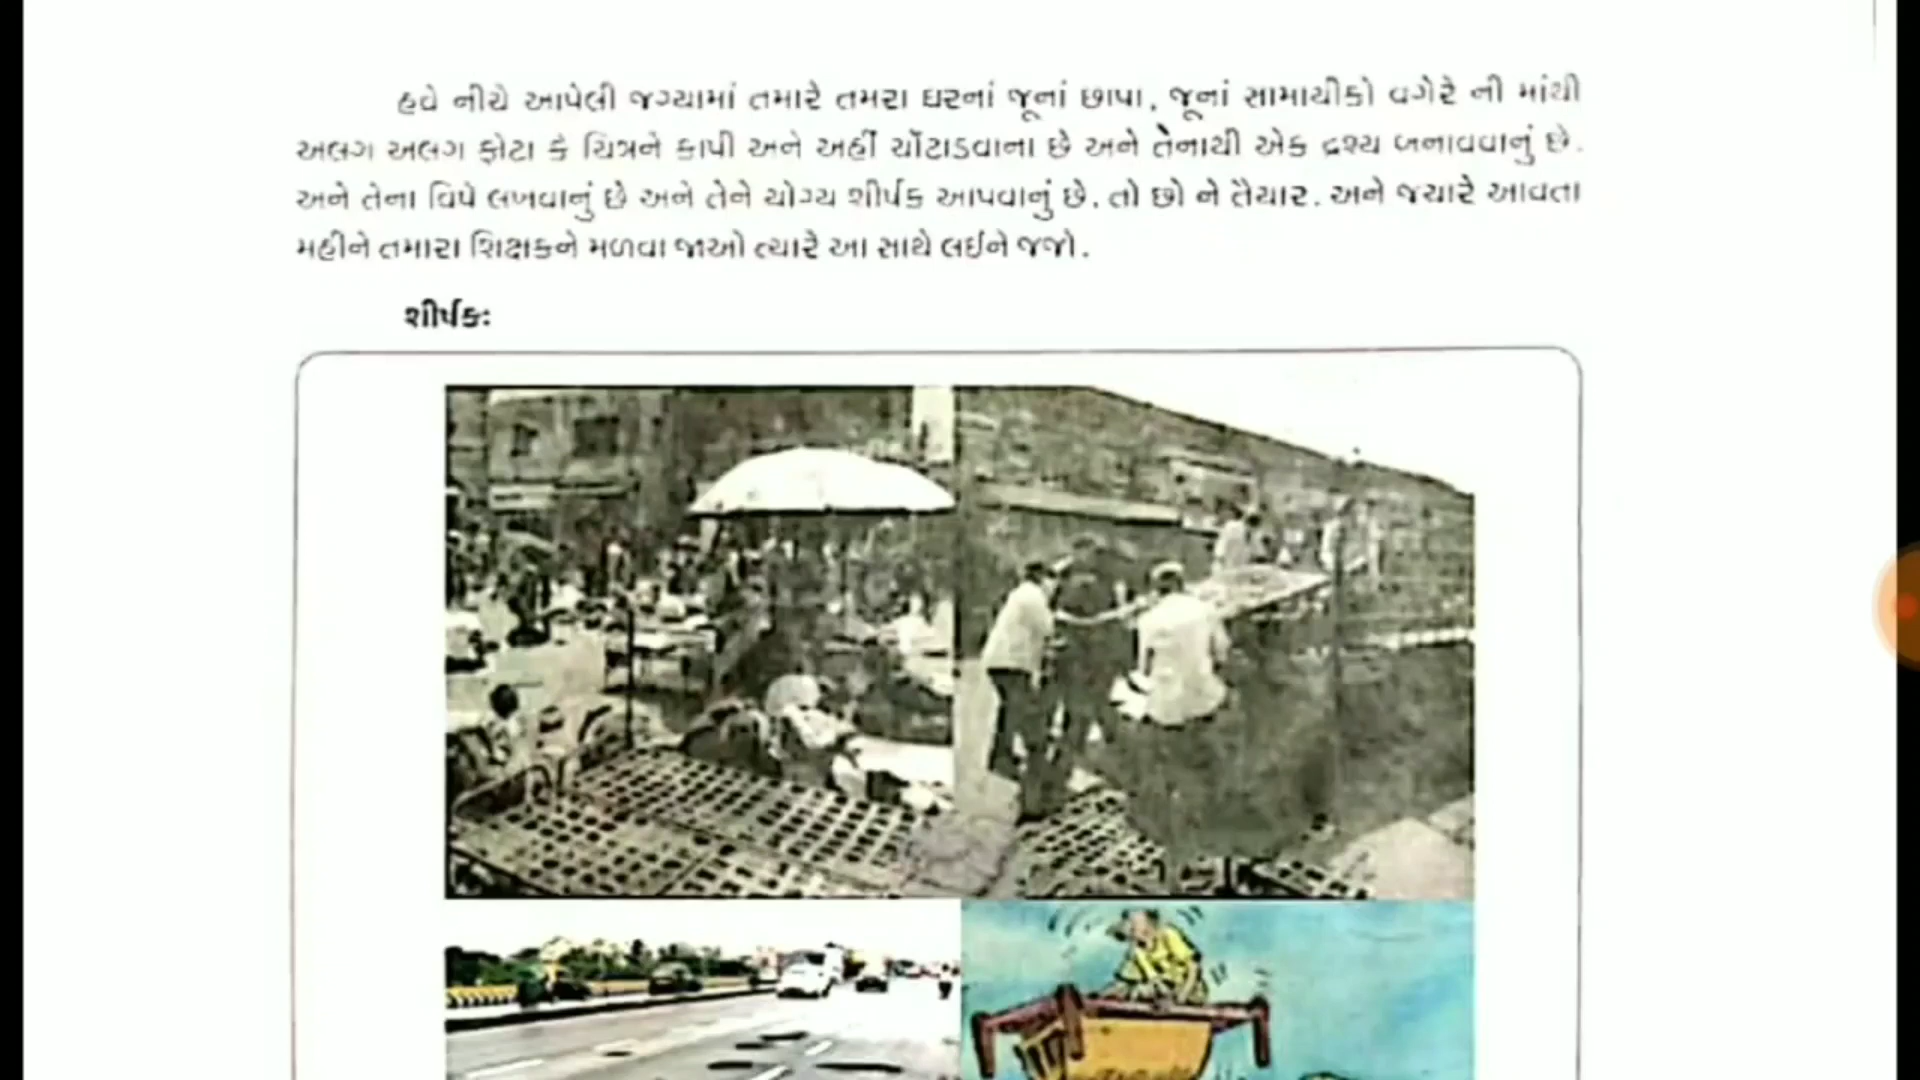 હવે નીચે આપેલી જગ્યામાં તમારે તમરા ઘરનાં જૂનાં છાપા, જૂનાં સામાયીકો વગેરે ની માંથી
અલગ અલગ ફોટા કે ચિત્રને કાપી અને અહીં ચોંટાડવાના છે અને તેનાથી એક દ્રશ્ય બનાવવાનું છે.
અને તેના વિષે લખવાનું છે અને તેને યોગ્ય શીર્ષક આપવાનું છે. તો છો ને તૈયાર. અને જ્યારે આવતા
મહીને તમારા શિક્ષકને મળવા જાઓ ત્યારે આ સાથે લઈને જજો.
શીર્ષકઃ